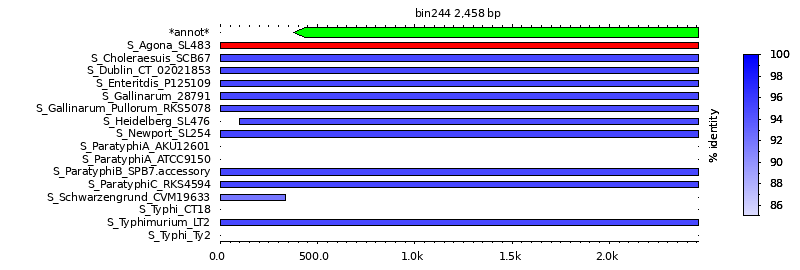 bin244 2,458 bp
*annot*
S_Agona_SL483
S_Choleraesuis_SCB67
S_Dublin_CT_02021853
S_Enteritdis_P125109
S_Gallinarum_28791
S_Gallinarum_Pullorum_RKS5078
S_Heidelberg_SL476
S_Newport_SL254
S_ParatyphiA_AKU12601
S_ParatyphiA_ATCC9150
S_ParatyphiB_SPB7.accessory
S_ParatyphiC_RKS4594
S_Schwarzengrund_CVM19633
S_Typhi_CT18
S_Typhimurium_LT2
S_Typhi_Ty2
0.0 500.0 1.0k 1.5k 2.0k
% identity
100
98
96
94
92
90
88
86